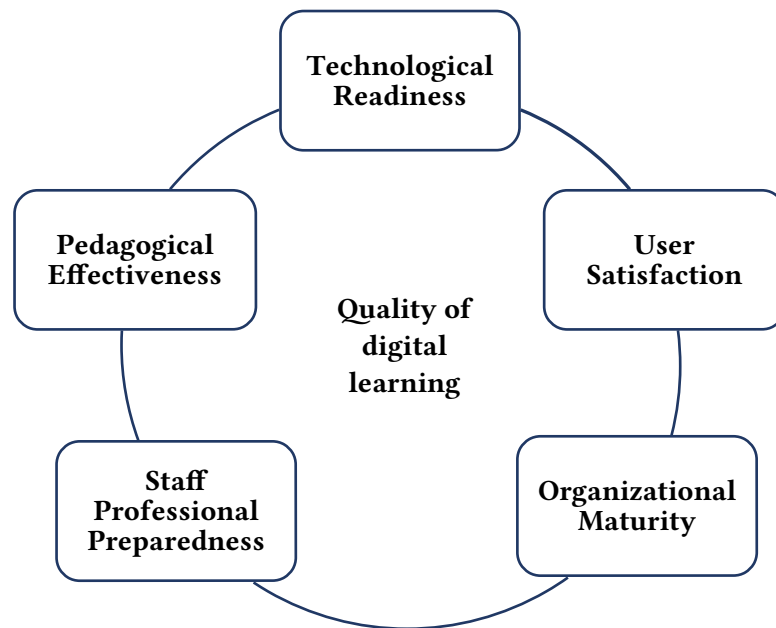 Technological
Readiness
Pedagogical
Effectiveness
User
Satisfaction
Quality of
digital
learning
Staff
Professional
Preparedness
Organizational
Maturity